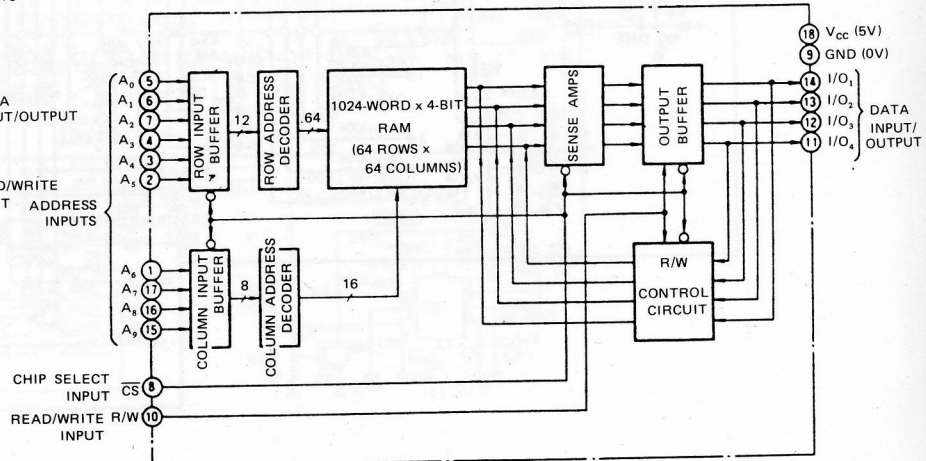 VCC (5V)
18
GND (0V)
9
A0 5
A1 6
A2 7
A3 4
A4 3
A5 2
UT/OUTPUT
D/WRITE
ADDRESS
INPUTS
ROW INPUT
BUFFER
12
ROW ADDRESS
DECODER
64
1024-WORD x 4-BIT
RAM
(64 ROWS x
64 COLUMNS)
SENSE AMPS
OUTPUT
BUFFER
14 I/O1
13 I/O2
12 I/O3
11 I/O4
DATA
INPUT/
OUTPUT
A6 1
A7 17
A8 16
A9 15
COLUMN INPUT
BUFFER
8
COLUMN ADDRESS
DECODER
16
R/W
CONTROL
CIRCUIT
CHIP SELECT
INPUT C̅S̅ 8
READ/WRITE R/W 10
INPUT